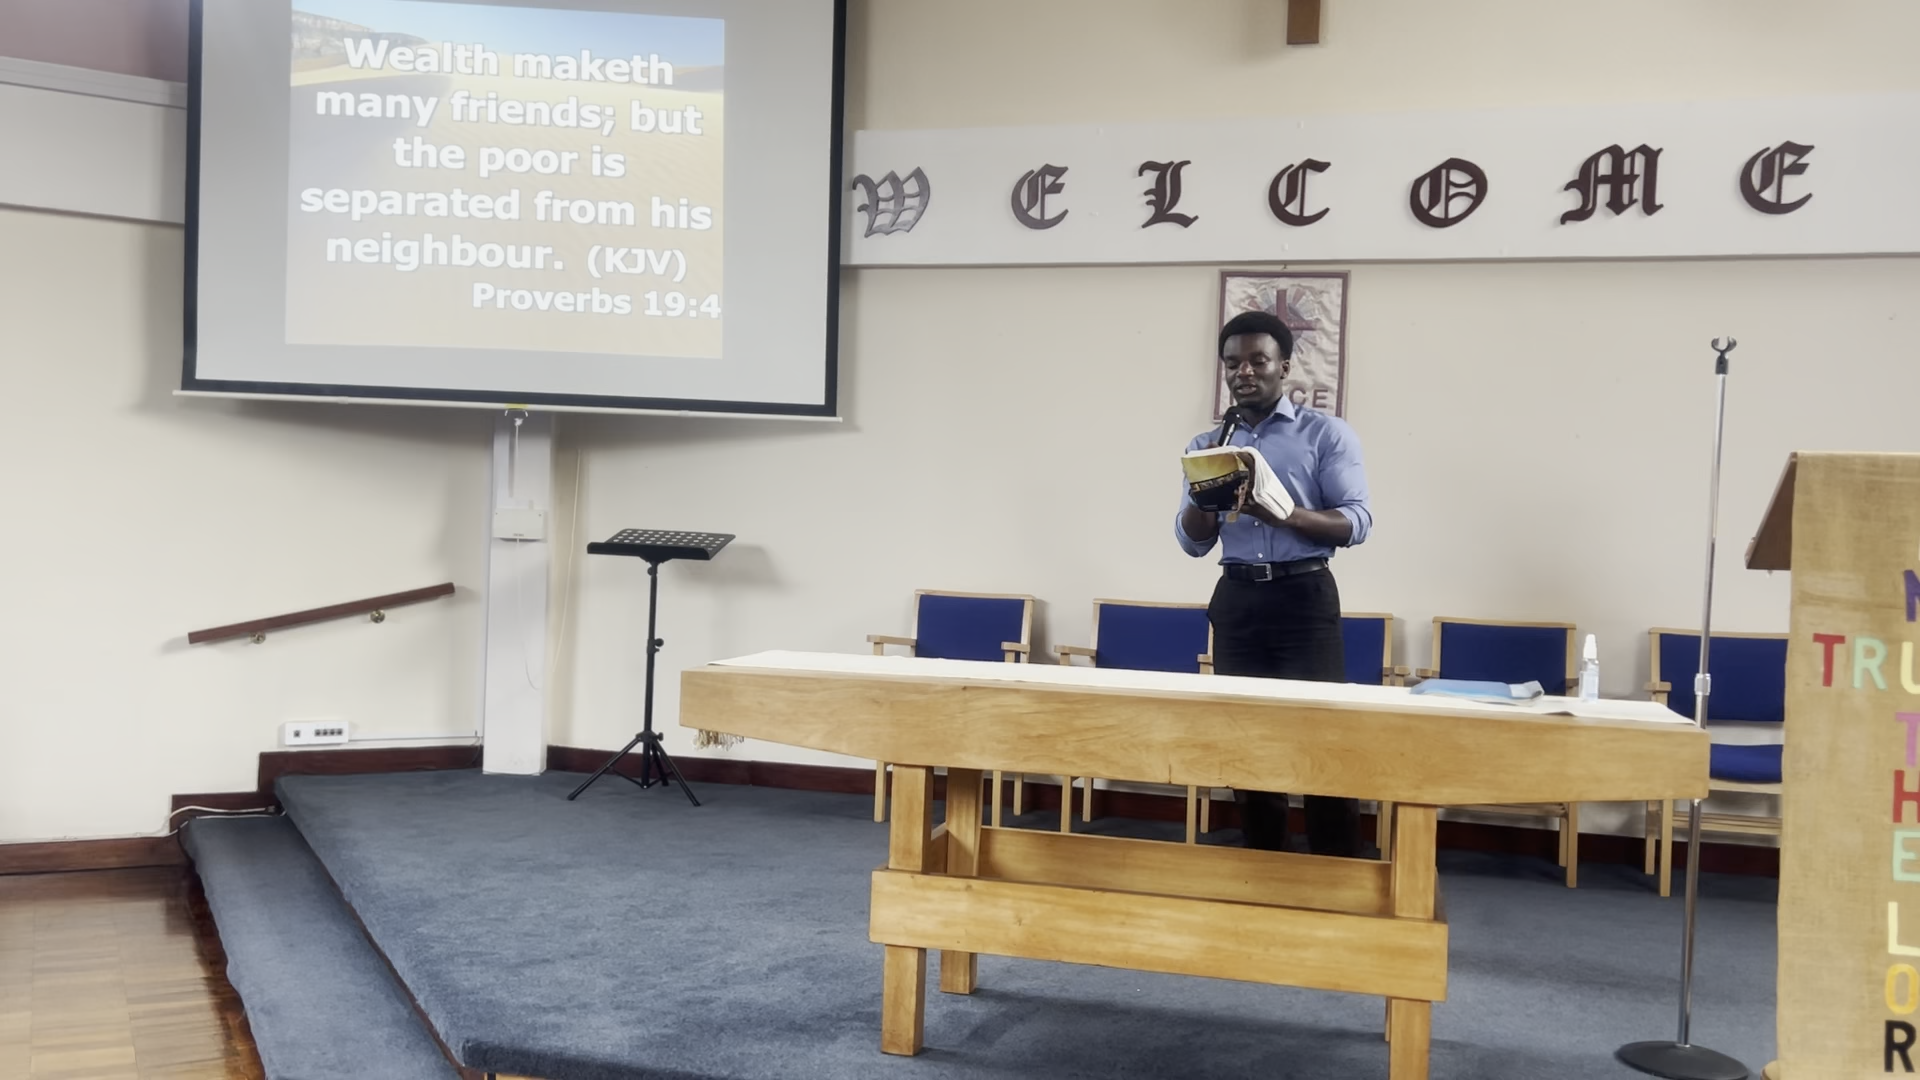 Wealth maketh
many friends; but
the poor is
separated from his
neighbour. (KJV)
Proverbs 19:4
WELCOME
TRU
T
H
E
L
O
R